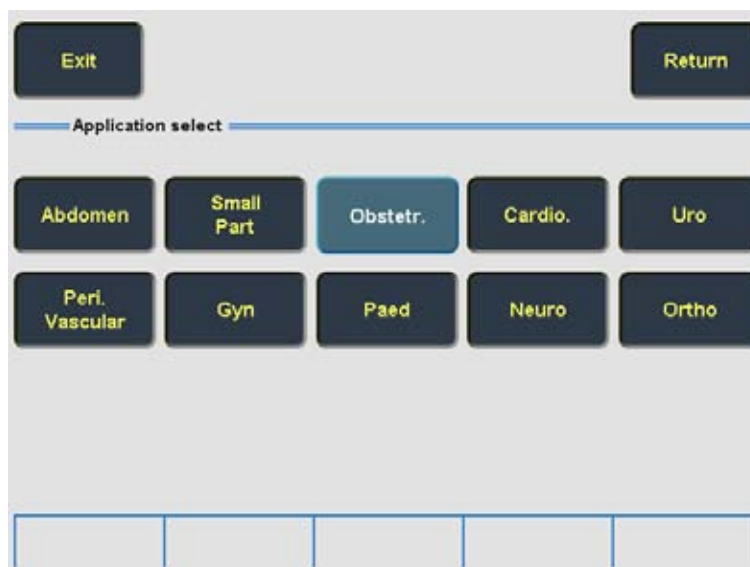 Exit
Return
Application select
Abdomen
Small
Part
Obstetr.
Cardio.
Uro
Peri.
Vascular
Gyn
Paed
Neuro
Ortho